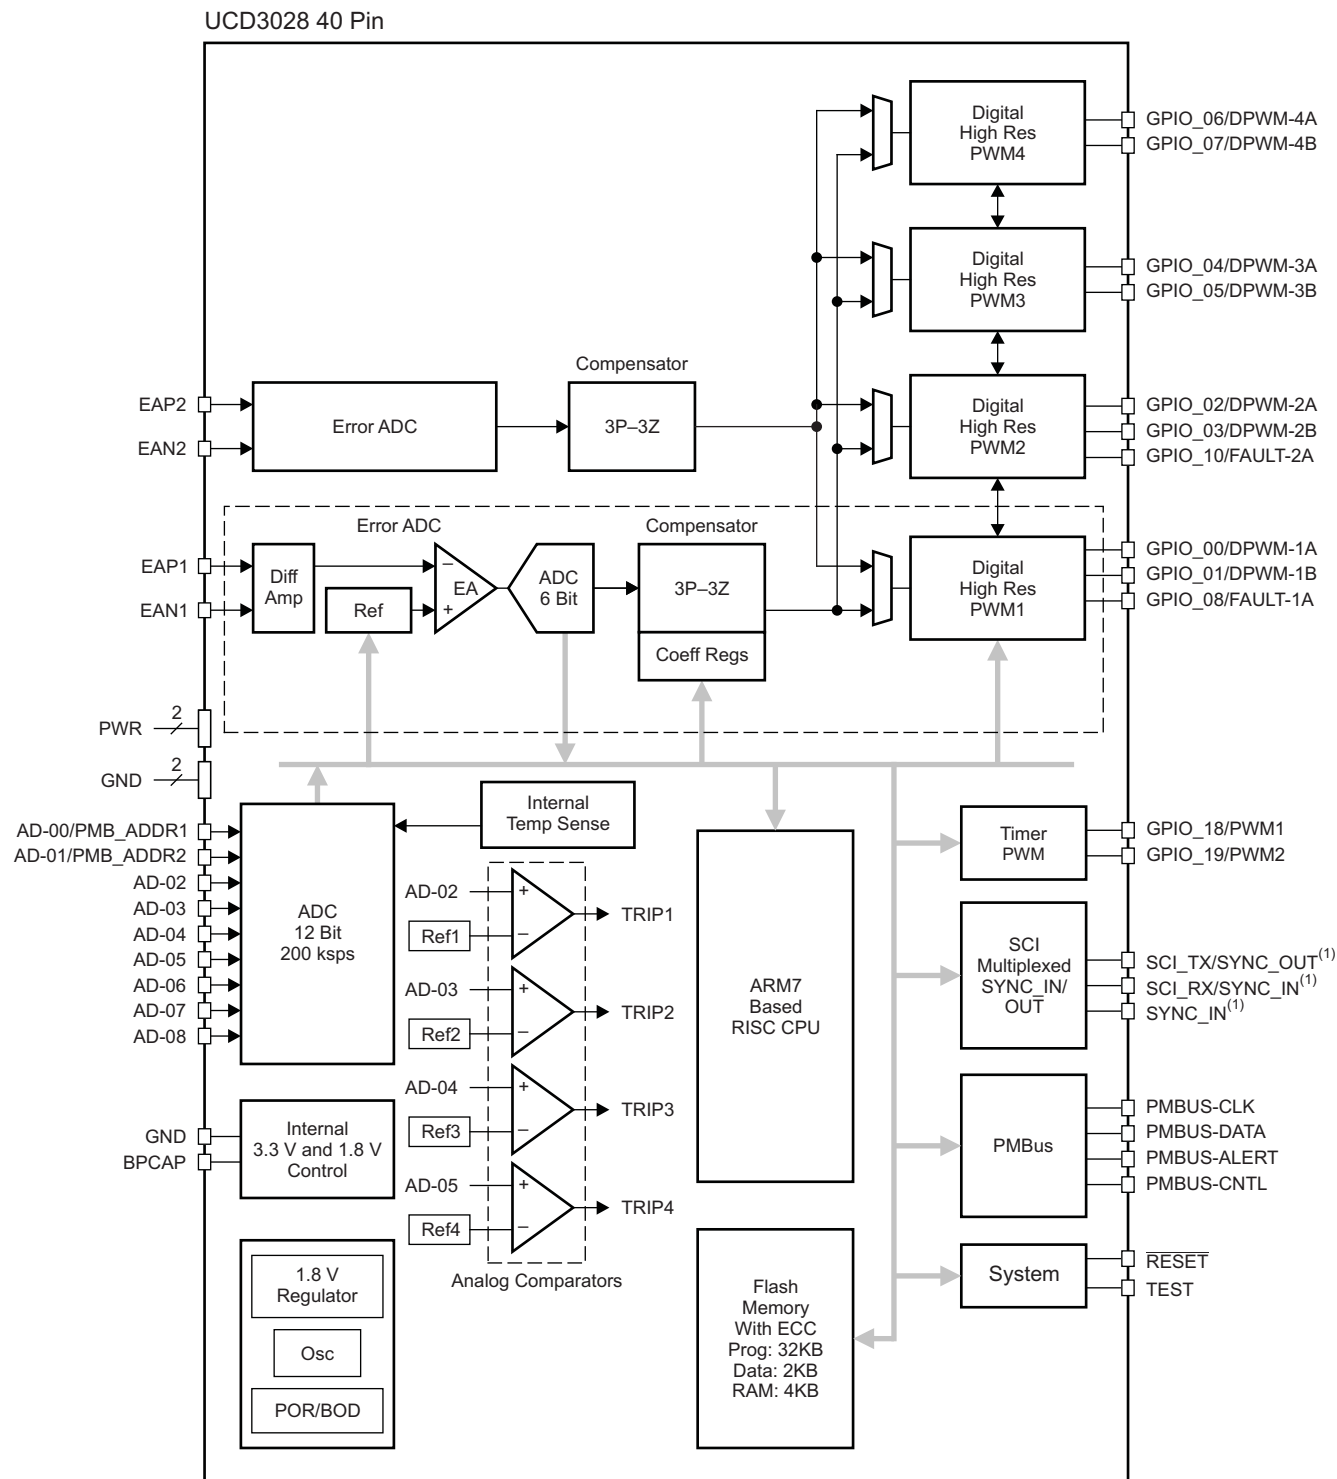 UCD3028 40 Pin
Digital
High Res
PWM4
GPIO_06/DPWM-4A
GPIO_07/DPWM-4B
Digital
High Res
PWM3
GPIO_04/DPWM-3A
GPIO_05/DPWM-3B
Compensator
EAP2
EAN2
Error ADC
3P–3Z
Digital
High Res
PWM2
GPIO_02/DPWM-2A
GPIO_03/DPWM-2B
GPIO_10/FAULT-2A
Error ADC
Compensator
EAP1
EAN1
Diff
Amp
Ref
–
+
EA
ADC
6 Bit
3P–3Z
Coeff Regs
Digital
High Res
PWM1
GPIO_00/DPWM-1A
GPIO_01/DPWM-1B
GPIO_08/FAULT-1A
PWR
2
GND
2
AD-00/PMB_ADDR1
AD-01/PMB_ADDR2
AD-02
AD-03
AD-04
AD-05
AD-06
AD-07
AD-08
ADC
12 Bit
200 ksps
Internal
Temp Sense
AD-02
Ref1
+
–
TRIP1
AD-03
Ref2
+
–
TRIP2
AD-04
Ref3
+
–
TRIP3
AD-05
Ref4
+
–
TRIP4
Analog Comparators
ARM7
Based
RISC CPU
Timer
PWM
GPIO_18/PWM1
GPIO_19/PWM2
SCI
Multiplexed
SYNC_IN/
OUT
SCI_TX/SYNC_OUT(1)
SCI_RX/SYNC_IN(1)
SYNC_IN(1)
PMBus
PMBUS-CLK
PMBUS-DATA
PMBUS-ALERT
PMBUS-CNTL
GND
BPCAP
Internal
3.3 V and 1.8 V
Control
1.8 V
Regulator
Osc
POR/BOD
Flash
Memory
With ECC
Prog: 32KB
Data: 2KB
RAM: 4KB
System
RESET
TEST